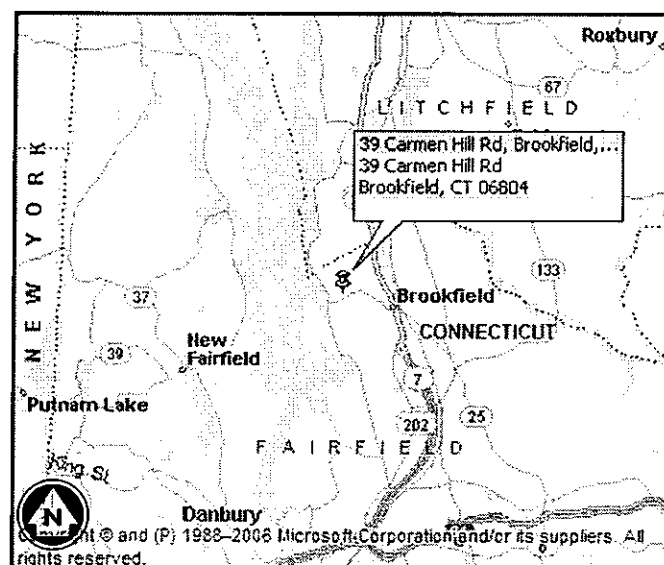 Roxbury
67
LITCHFIELD
39 Carmen Hill Rd, Brookfield,...
39 Carmen Hill Rd
Brookfield, CT 06804
NEW YORK
133
37
Brookfield
CONNECTICUT
New
Fairfield
39
7
Putnam Lake
202
25
FAIRFIELD
King St
N
Danbury
Copyright © and (P) 1988–2006 Microsoft Corporation and/or its suppliers. All
rights reserved.